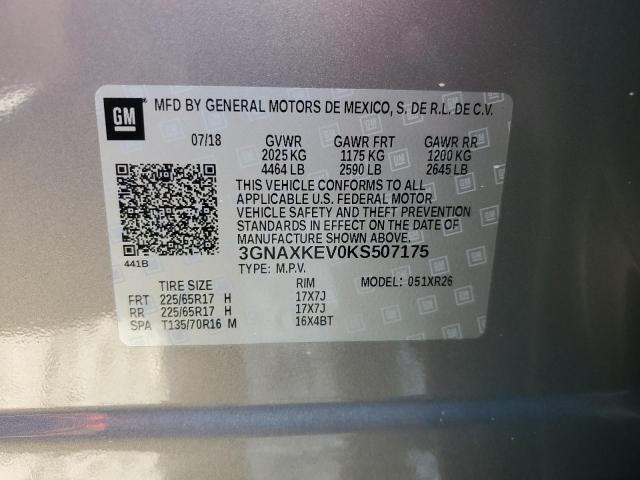 GM MFD BY GENERAL MOTORS DE MEXICO, S. DE R.L. DE C.V.
07/18 GVWR GAWR FRT GAWR RR
2025 KG 1175 KG 1200 KG
4464 LB 2590 LB 2645 LB
THIS VEHICLE CONFORMS TO ALL
APPLICABLE U.S. FEDERAL MOTOR
VEHICLE SAFETY AND THEFT PREVENTION
STANDARDS IN EFFECT ON THE DATE OF
MANUFACTURE SHOWN ABOVE.
3GNAXKEV0KS507175
441B TYPE: M.P.V.
TIRE SIZE RIM MODEL: 051XR26
FRT 225/65R17 H 17X7J
RR 225/65R17 H 17X7J
SPA T135/70R16 M 16X4BT